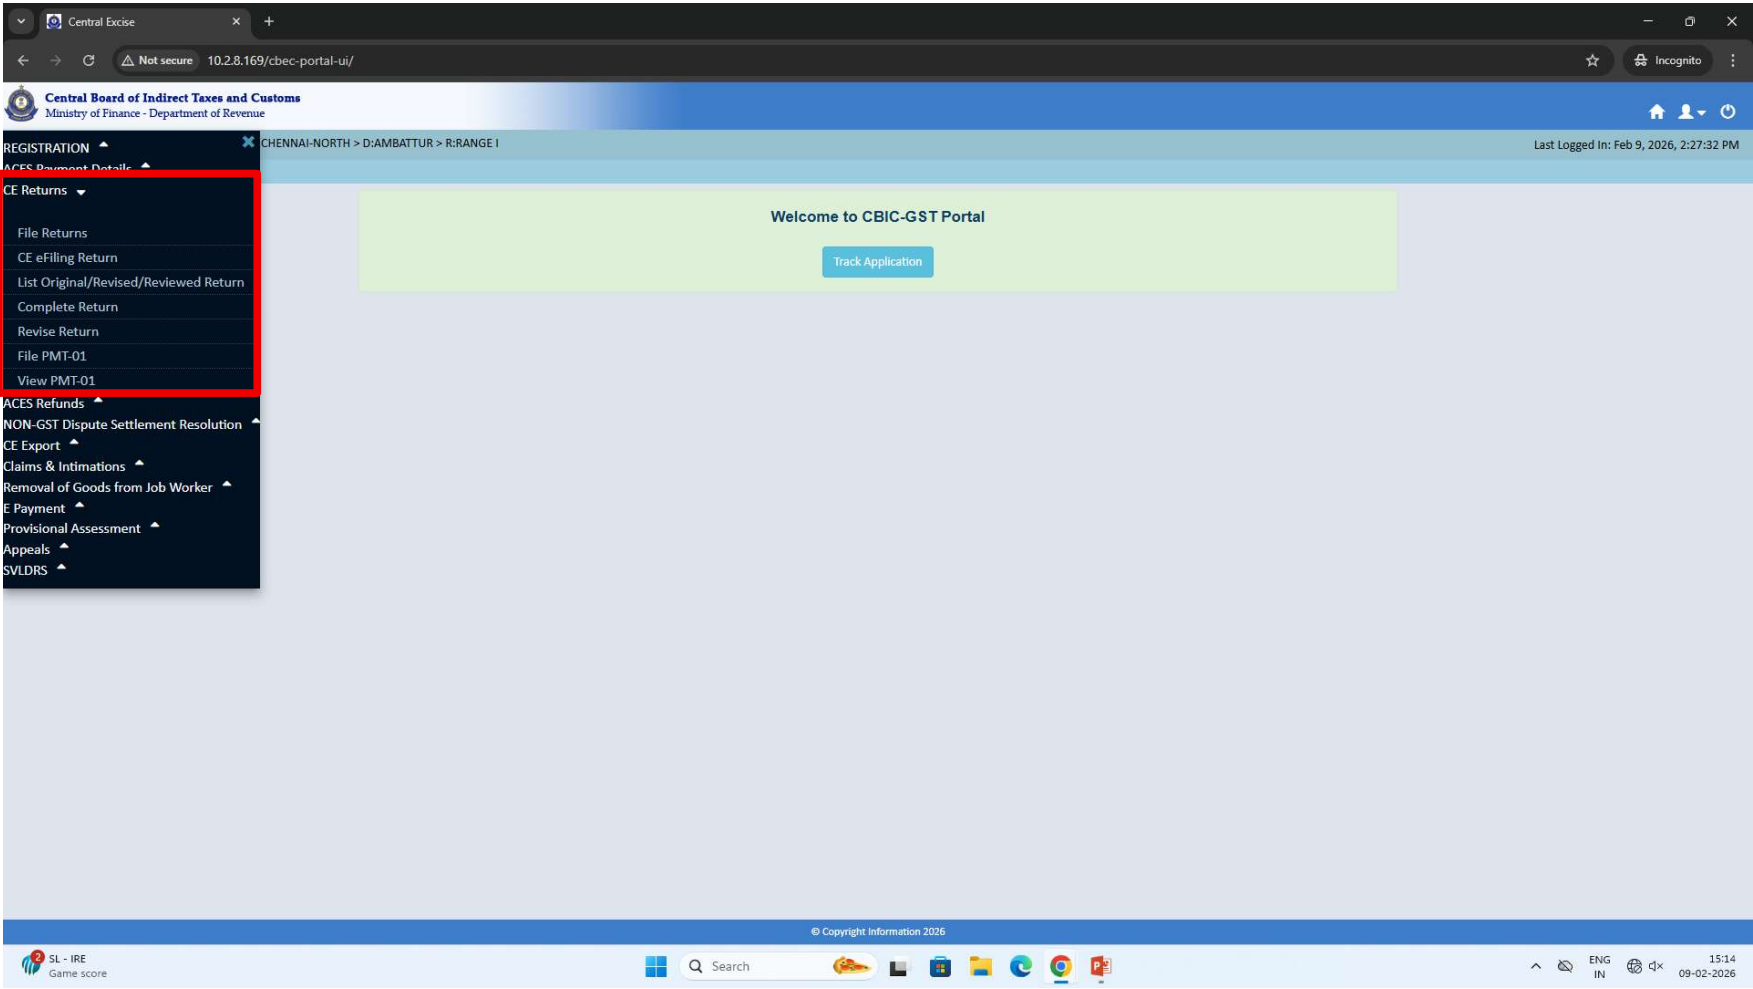 Central Excise
Not secure 10.2.8.169/cbec-portal-ui/
Incognito
Central Board of Indirect Taxes and Customs
Ministry of Finance - Department of Revenue
CHENNAI-NORTH > D:AMBATTUR > R:RANGE I
Last Logged In: Feb 9, 2026, 2:27:32 PM
REGISTRATION
ACES Payment Details
CE Returns
File Returns
CE eFiling Return
List Original/Revised/Reviewed Return
Complete Return
Revise Return
File PMT-01
View PMT-01
ACES Refunds
NON-GST Dispute Settlement Resolution
CE Export
Claims & Intimations
Removal of Goods from Job Worker
E Payment
Provisional Assessment
Appeals
SVLDRS
Welcome to CBIC-GST Portal
Track Application
© Copyright Information 2026
2
SL - IRE
Game score
Search
ENG
IN
15:14
09-02-2026